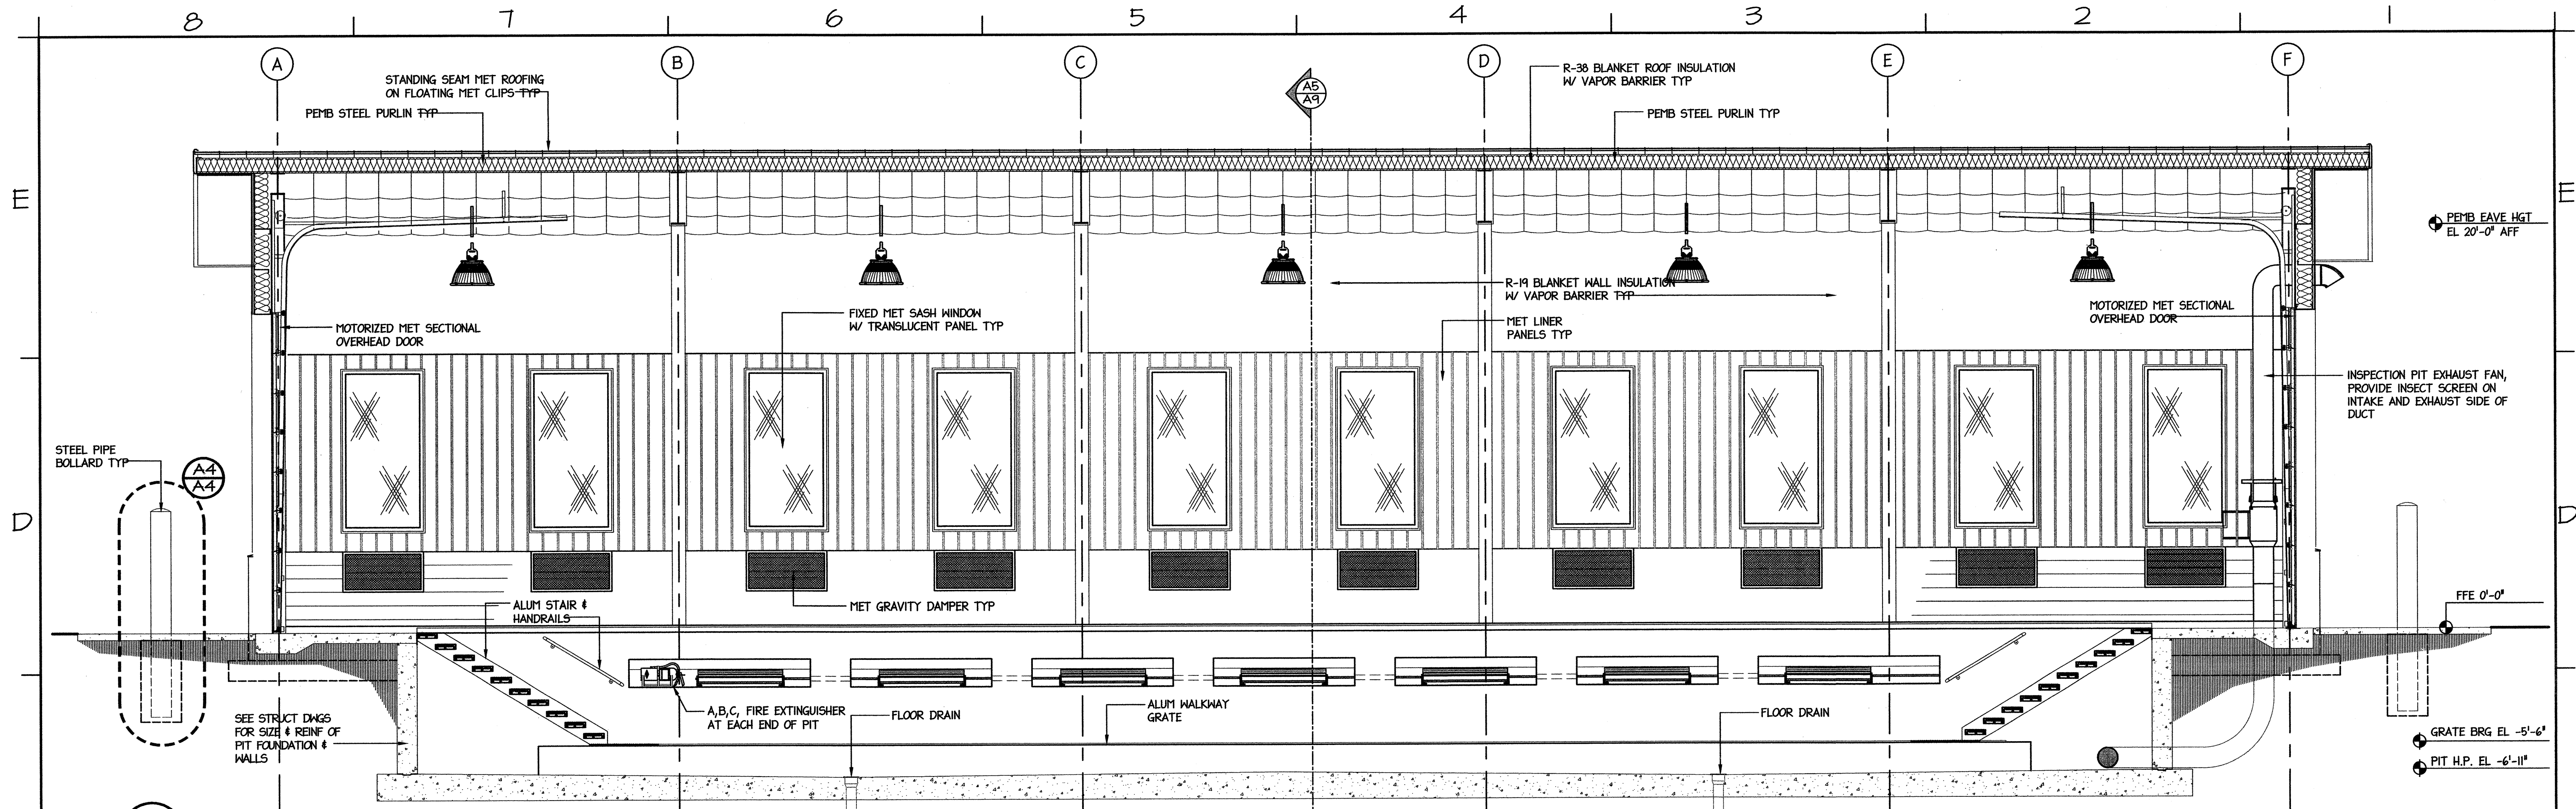 8 7 6 5 4 3 2 1
A B C D E F
STANDING SEAM MET ROOFING
ON FLOATING MET CLIPS TYP
PEMB STEEL PURLIN TYP
A5
A9
R-38 BLANKET ROOF INSULATION
W/ VAPOR BARRIER TYP
PEMB STEEL PURLIN TYP
E
E
PEMB EAVE HGT
EL 20'-0" AFF
R-19 BLANKET WALL INSULATION
W/ VAPOR BARRIER TYP
MOTORIZED MET SECTIONAL
OVERHEAD DOOR
FIXED MET SASH WINDOW
W/ TRANSLUCENT PANEL TYP
MET LINER
PANELS TYP
MOTORIZED MET SECTIONAL
OVERHEAD DOOR
INSPECTION PIT EXHAUST FAN,
PROVIDE INSECT SCREEN ON
INTAKE AND EXHAUST SIDE OF
DUCT
STEEL PIPE
BOLLARD TYP
A4
A4
D
D
ALUM STAIR &
HANDRAILS
MET GRAVITY DAMPER TYP
FFE 0'-0"
SEE STRUCT DWGS
FOR SIZE & REINF OF
PIT FOUNDATION &
WALLS
A,B,C, FIRE EXTINGUISHER
AT EACH END OF PIT
FLOOR DRAIN
ALUM WALKWAY
GRATE
FLOOR DRAIN
GRATE BRG EL -5'-6"
PIT H.P. EL -6'-11"